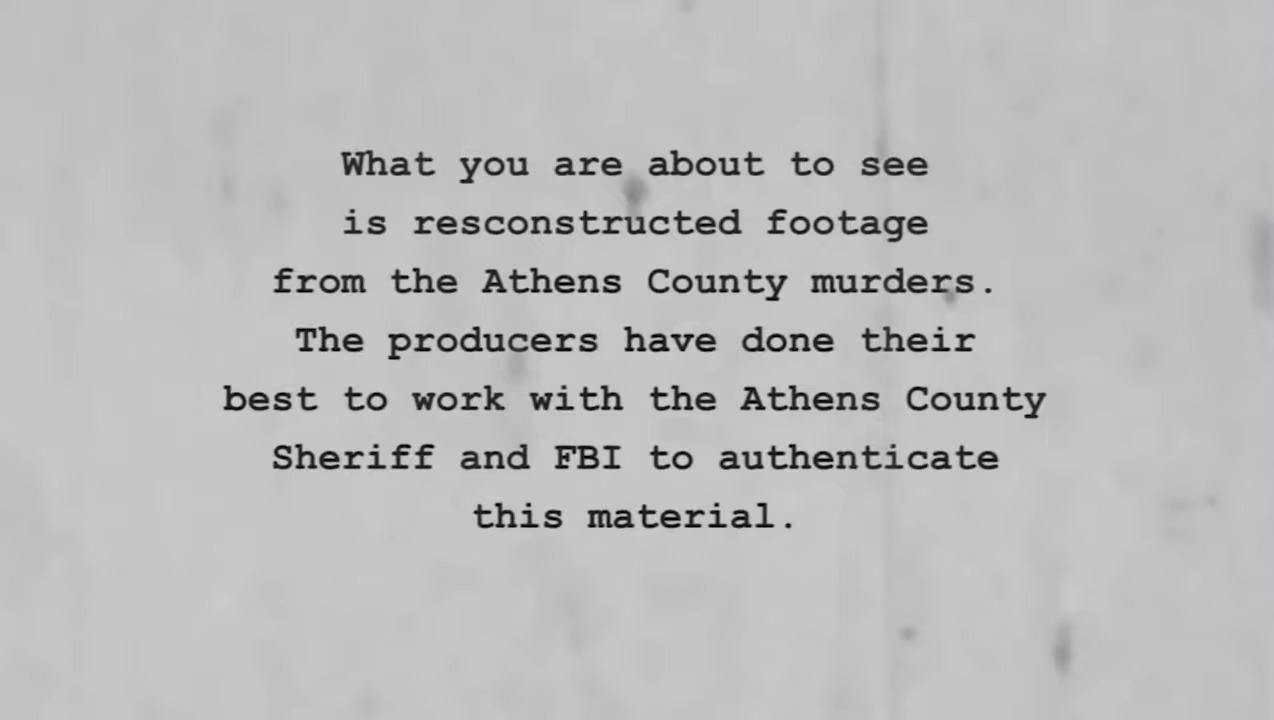 What you are about to see
is resconstructed footage
from the Athens County murders.
The producers have done their
best to work with the Athens County
Sheriff and FBI to authenticate
this material.